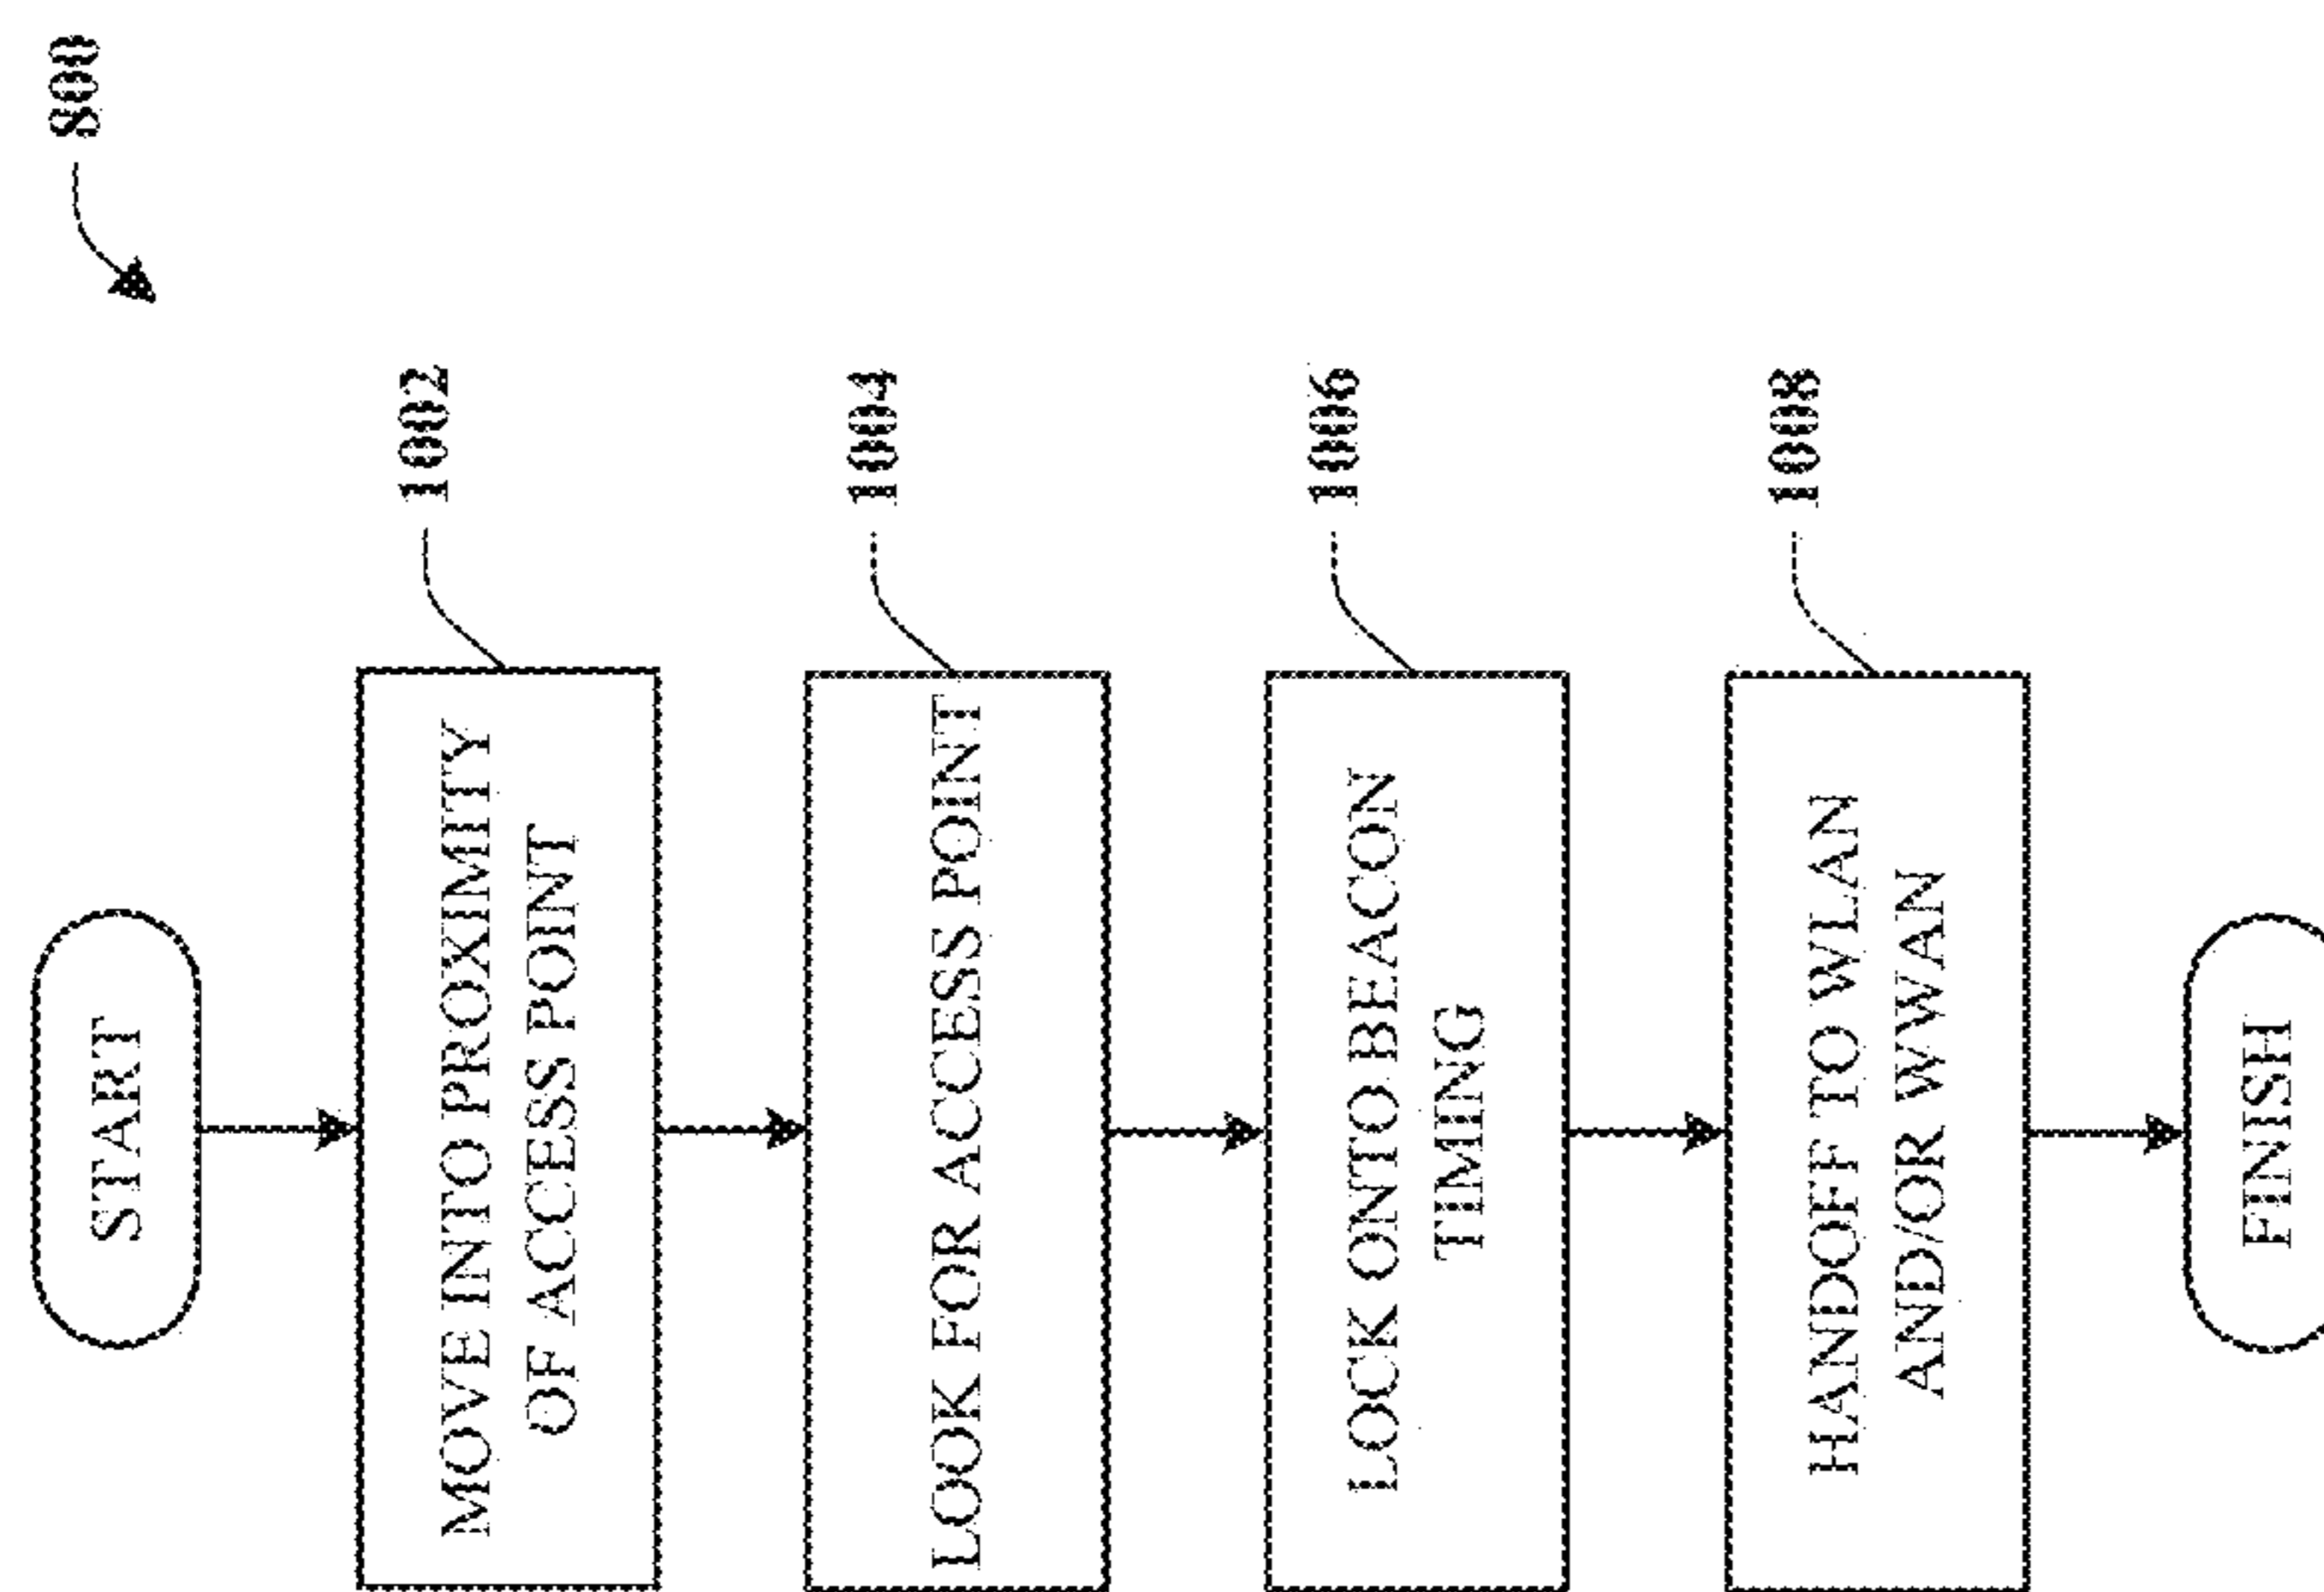 800
START
MOVE INTO PROXIMITY
OF ACCESS POINT
1002
LOOK FOR ACCESS POINT
1004
LOCK ONTO BEACON
TIMING
1006
HANDOFF TO WLAN
AND/OR WWAN
1008
FINISH